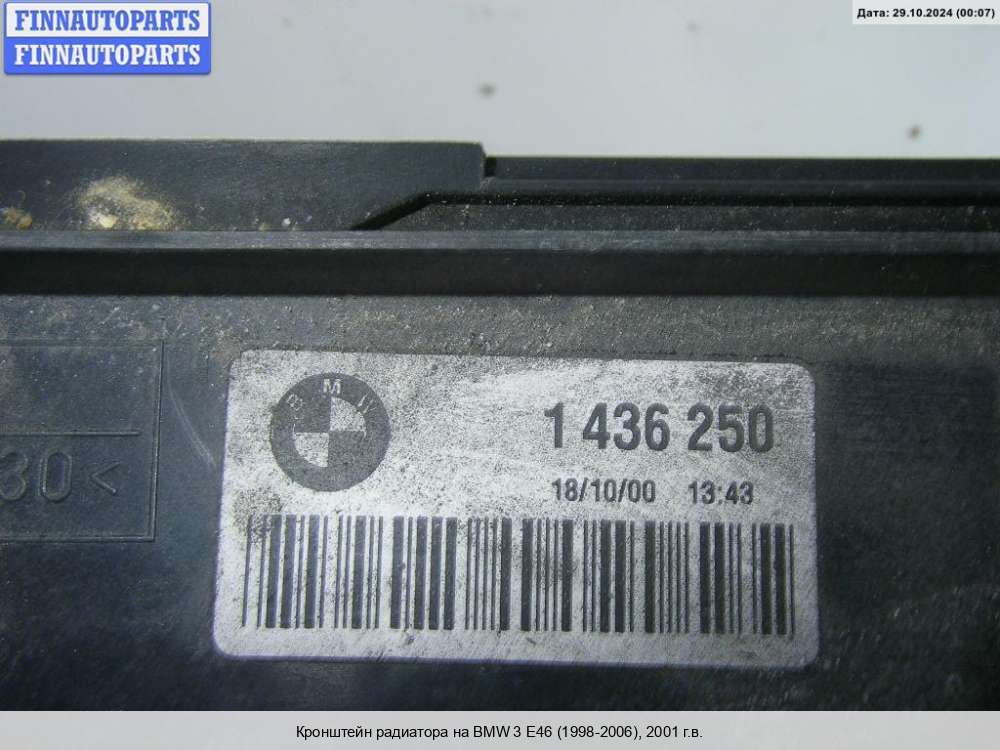 FINNAUTOPARTS
FINNAUTOPARTS
Дата: 29.10.2024 (00:07)
BMW
1 436 250
18/10/00 13:43
30<
Кронштейн радиатора на BMW 3 E46 (1998-2006), 2001 г.в.